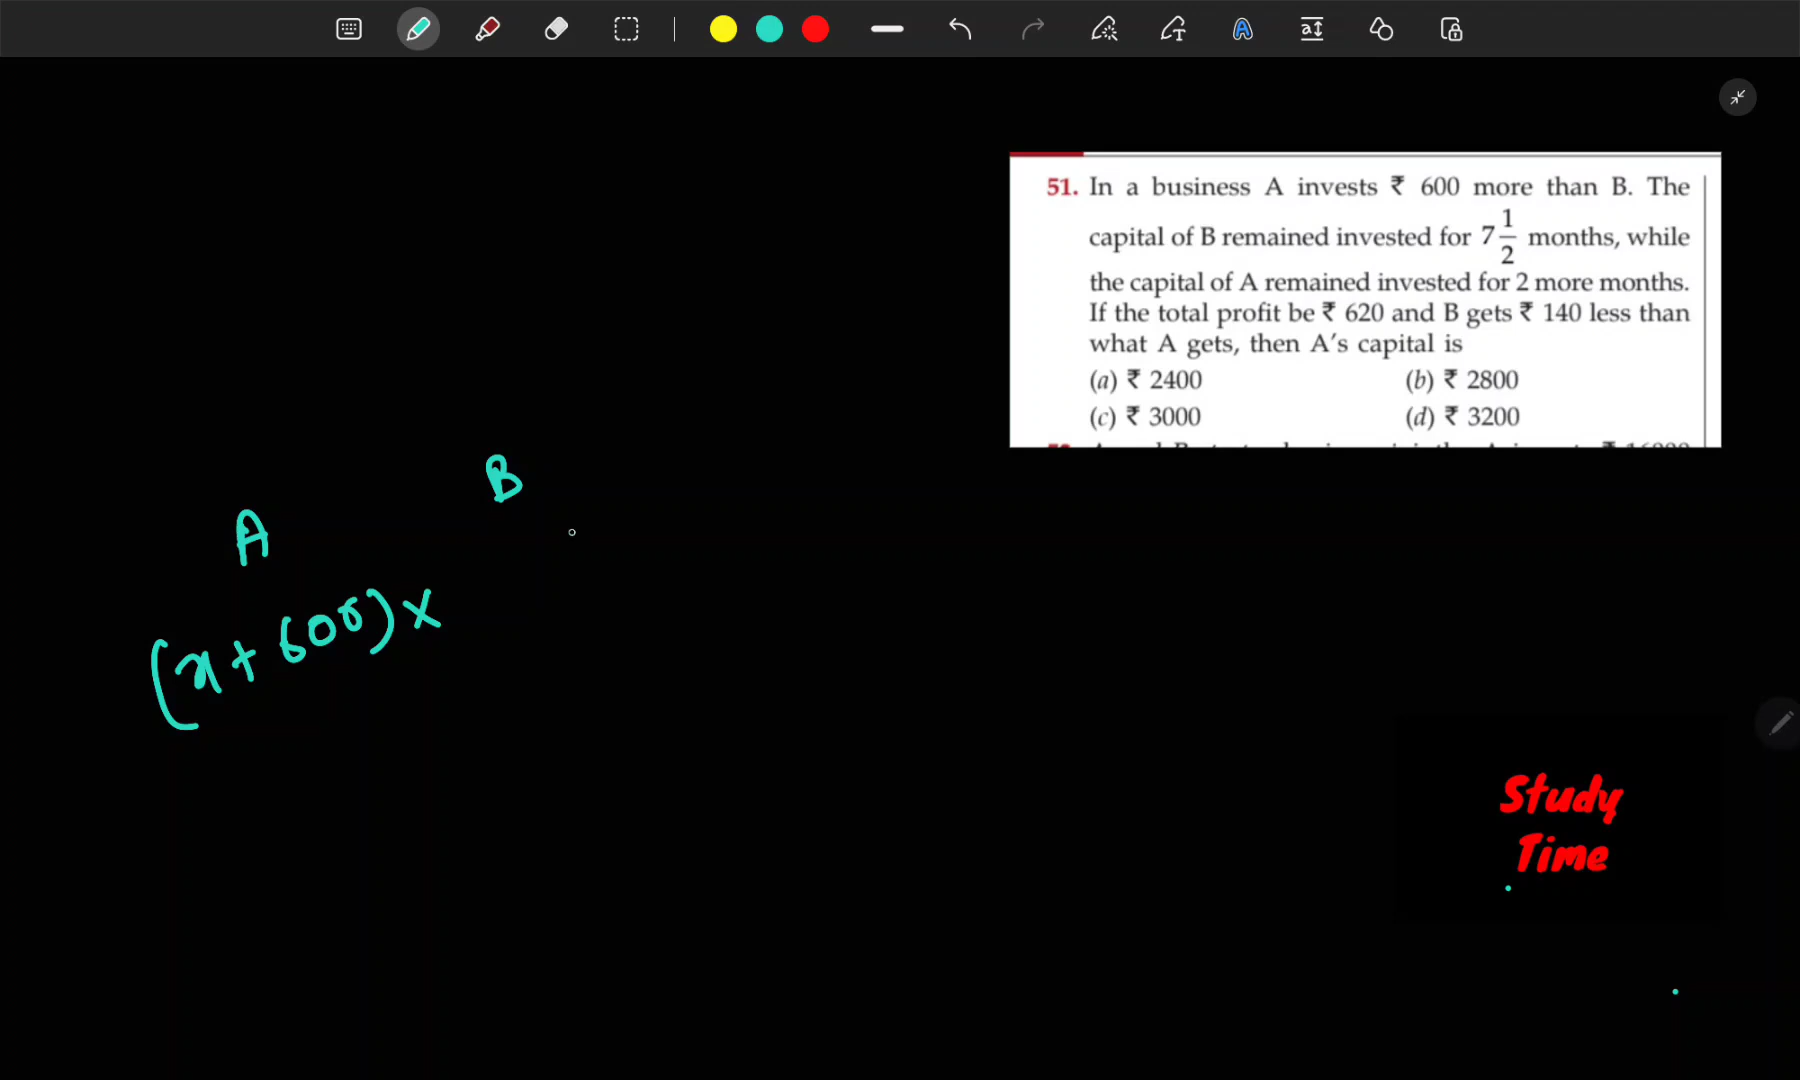 51. In a business A invests ₹ 600 more than B. The
capital of B remained invested for 7 1/2 months, while
the capital of A remained invested for 2 more months.
If the total profit be ₹ 620 and B gets ₹ 140 less than
what A gets, then A's capital is
(a) ₹ 2400 (b) ₹ 2800
(c) ₹ 3000 (d) ₹ 3200
B
A
(x + 600) x
Study
Time